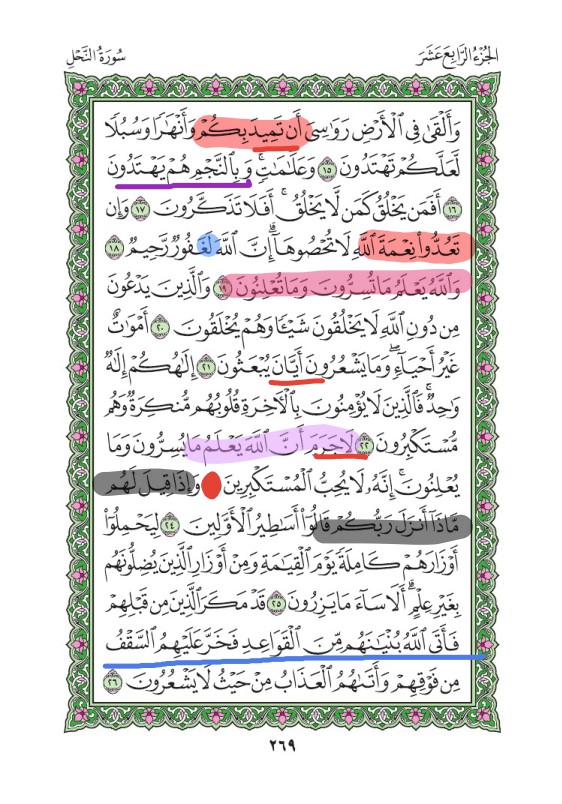 الجُزْءُ الرَّابِعَ عَشَرَ
سُورَةُ النَّحْلِ
وَأَلْقَىٰ فِي ٱلْأَرْضِ رَوَٰسِيَ أَن تَمِيدَ بِكُمْ وَأَنْهَٰرًا وَسُبُلًا
لَّعَلَّكُمْ تَهْتَدُونَ ١٥ وَعَلَٰمَٰتٍۚ وَبِٱلنَّجْمِ هُمْ يَهْتَدُونَ
١٦ أَفَمَن يَخْلُقُ كَمَن لَّا يَخْلُقُۚ أَفَلَا تَذَكَّرُونَ ١٧ وَإِن
تَعُدُّوا۟ نِعْمَةَ ٱللَّهِ لَا تُحْصُوهَآۗ إِنَّ ٱللَّهَ لَغَفُورٌ رَّحِيمٌ ١٨
وَٱللَّهُ يَعْلَمُ مَا تُسِرُّونَ وَمَا تُعْلِنُونَ ١٩ وَٱلَّذِينَ يَدْعُونَ
مِن دُونِ ٱللَّهِ لَا يَخْلُقُونَ شَيْـًٔا وَهُمْ يُخْلَقُونَ ٢٠ أَمْوَٰتٌ
غَيْرُ أَحْيَآءٍۖ وَمَا يَشْعُرُونَ أَيَّانَ يُبْعَثُونَ ٢١ إِلَٰهُكُمْ إِلَٰهٌ
وَٰحِدٌۚ فَٱلَّذِينَ لَا يُؤْمِنُونَ بِٱلْـَٔاخِرَةِ قُلُوبُهُم مُّنكِرَةٌ وَهُم
مُّسْتَكْبِرُونَ ٢٢ لَا جَرَمَ أَنَّ ٱللَّهَ يَعْلَمُ مَا يُسِرُّونَ وَمَا
يُعْلِنُونَۚ إِنَّهُۥ لَا يُحِبُّ ٱلْمُسْتَكْبِرِينَ وَإِذَا قِيلَ لَهُم
مَّاذَآ أَنزَلَ رَبُّكُمْ قَالُوٓا۟ أَسَٰطِيرُ ٱلْأَوَّلِينَ ٢٤ لِيَحْمِلُوٓا۟
أَوْزَارَهُمْ كَامِلَةً يَوْمَ ٱلْقِيَٰمَةِ وَمِنْ أَوْزَارِ ٱلَّذِينَ يُضِلُّونَهُم
بِغَيْرِ عِلْمٍۗ أَلَا سَآءَ مَا يَزِرُونَ ٢٥ قَدْ مَكَرَ ٱلَّذِينَ مِن قَبْلِهِمْ
فَأَتَى ٱللَّهُ بُنْيَٰنَهُم مِّنَ ٱلْقَوَاعِدِ فَخَرَّ عَلَيْهِمُ ٱلسَّقْفُ
مِن فَوْقِهِمْ وَأَتَىٰهُمُ ٱلْعَذَابُ مِنْ حَيْثُ لَا يَشْعُرُونَ ٢٦
٢٦٩